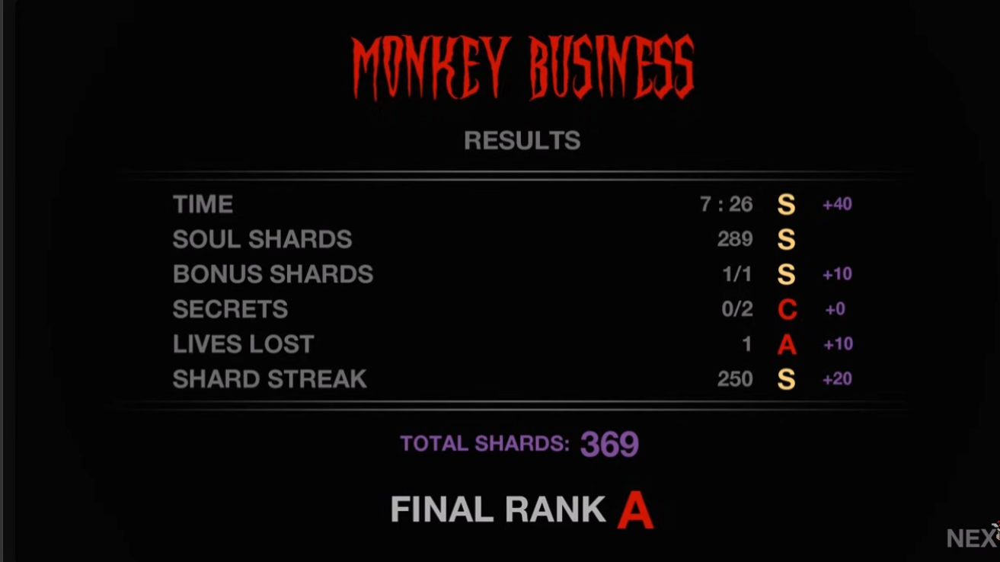 MONKEY BUSINESS
RESULTS
TIME 7 : 26 S +40
SOUL SHARDS 289 S
BONUS SHARDS 1/1 S +10
SECRETS 0/2 C +0
LIVES LOST 1 A +10
SHARD STREAK 250 S +20
TOTAL SHARDS: 369
FINAL RANK A
NEX